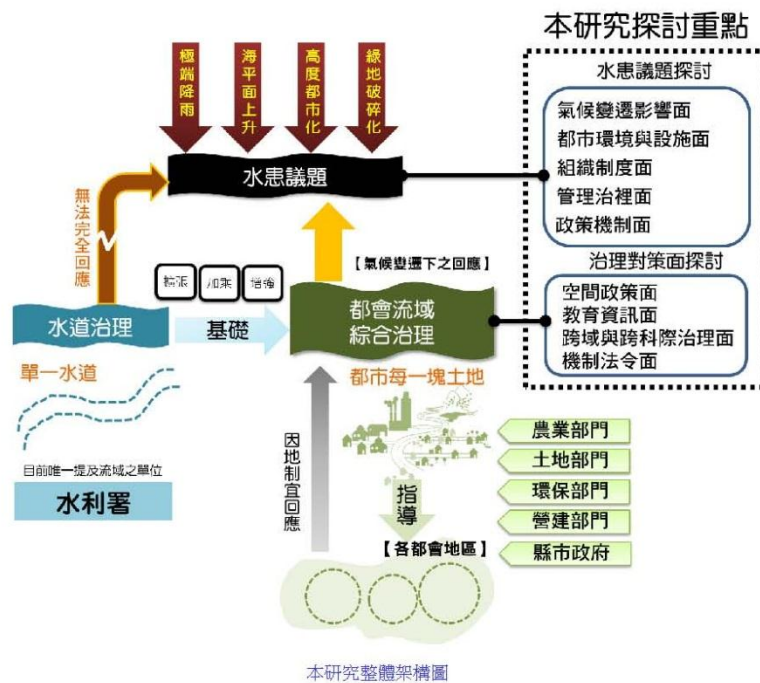 本研究探討重點
極端降雨
海平面上升
高度都市化
綠地破碎化
水患議題
無法完全回應
水患議題探討
氣候變遷影響面
都市環境與設施面
組織制度面
管理治裡面
政策機制面
治理對策面探討
空間政策面
教育資訊面
跨域與跨科際治理面
機制法令面
【氣候變遷下之回應】
擴張
加乘
增強
水道治理
基礎
都會流域
綜合治理
單一水道
都市每一塊土地
目前唯一提及流域之單位
水利署
因地制宜回應
指導
農業部門
土地部門
環保部門
營建部門
縣市政府
【各都會地區】
本研究整體架構圖